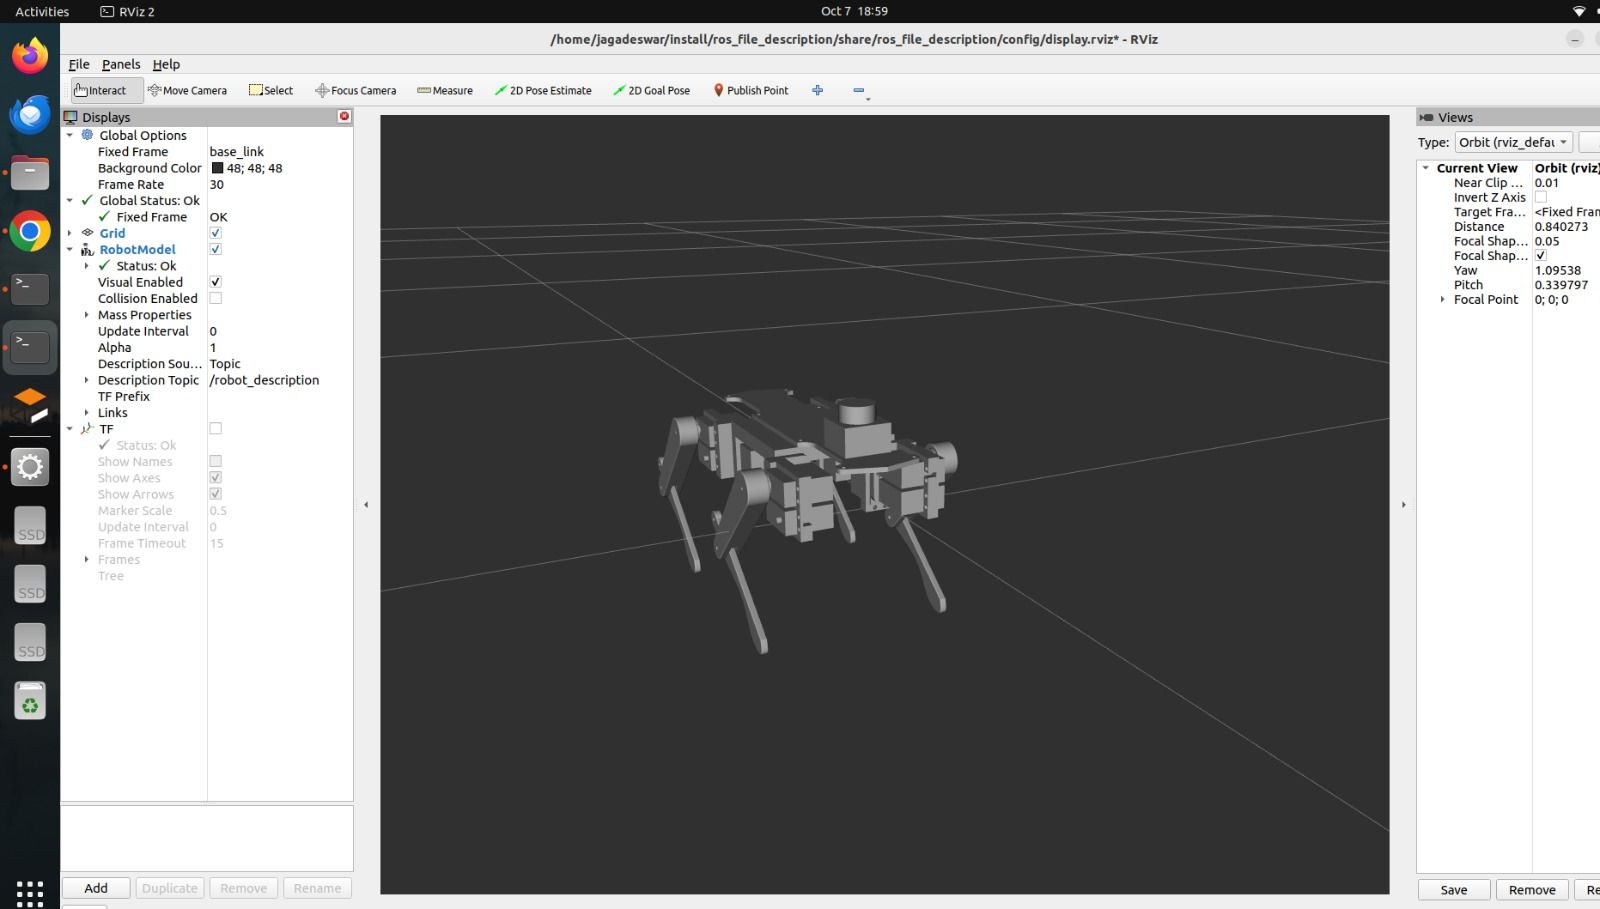 Activities RViz 2 Oct 7 18:59
/home/jagadeswar/install/ros_file_description/share/ros_file_description/config/display.rviz* - RViz
File Panels Help
Interact Move Camera Select Focus Camera Measure 2D Pose Estimate 2D Goal Pose Publish Point
Displays
Global Options
Fixed Frame base_link
Background Color 48; 48; 48
Frame Rate 30
Global Status: Ok
Fixed Frame OK
Grid
RobotModel
Status: Ok
Visual Enabled
Collision Enabled
Mass Properties
Update Interval 0
Alpha 1
Description Sou... Topic
Description Topic /robot_description
TF Prefix
Links
TF
Status: Ok
Show Names
Show Axes
Show Arrows
Marker Scale 0.5
Update Interval 0
Frame Timeout 15
Frames
Tree
Add Duplicate Remove Rename
SSD
SSD
SSD
Views
Type: Orbit (rviz_defau
Current View Orbit (rviz)
Near Clip ... 0.01
Invert Z Axis
Target Fra... <Fixed Fram
Distance 0.840273
Focal Shap... 0.05
Focal Shap...
Yaw 1.09538
Pitch 0.339797
Focal Point 0; 0; 0
Save Remove Re